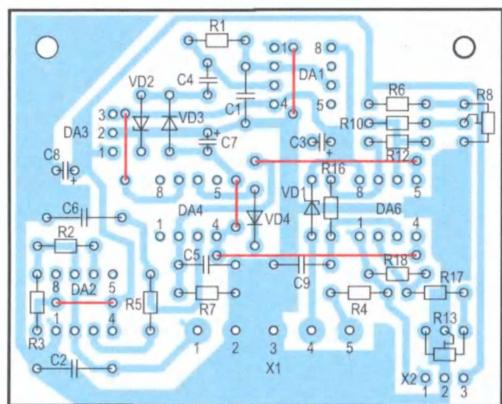 R1
1 8
C4 DA1
VD2 VD3 C1 4 5 R6 R8
3 R10
DA3 2 C7 C3 R12
1
C8 R16
8 5 VD1 8 5
C6 DA4 VD4 DA6
1 4 1 4
R2 C5 C9 R18
8 5 R17
DA2 R5 R7 R4
R3 1 4 R13
1 2 3 4 5
C2 X1 X2
1 2 3